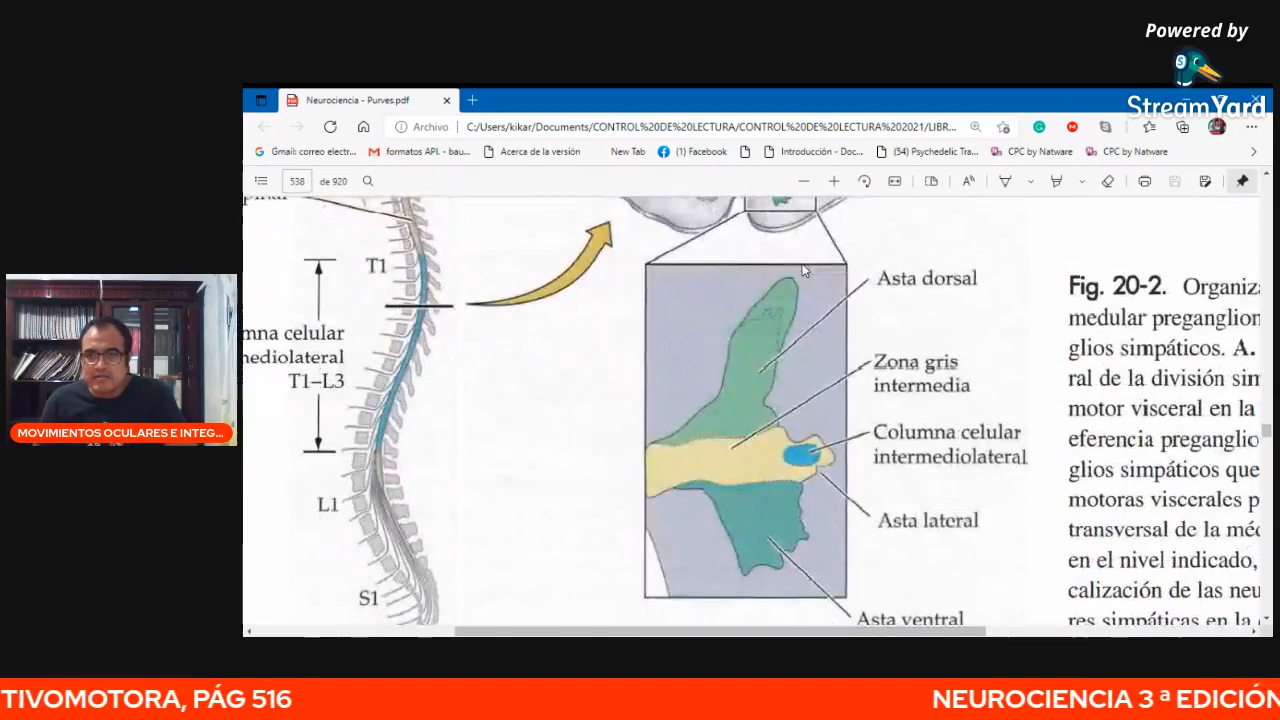 Powered by
StreamYard
Neurociencia - Purves.pdf
Archivo
C:/Users/kikar/Documents/CONTROL%20DE%20LECTURA/CONTROL%20DE%20LECTURA%202021/LIBR...
Gmail: correo electr...
formatos API. - bau...
Acerca de la versión
New Tab
(1) Facebook
Introducción - Doc...
(54) Psychedelic Tra...
CPC by Natware
CPC by Natware
538
de 920
T1
mna celular
mediolateral
T1–L3
L1
S1
Asta dorsal
Zona gris
intermedia
Columna celular
intermediolateral
Asta lateral
Asta ventral
Fig. 20-2. Organiza
medular preganglion
glios simpáticos. A.
ral de la división sim
motor visceral en la
eferencia preganglio
glios simpáticos que
motoras viscerales p
transversal de la méd
en el nivel indicado,
calización de las neu
res simpáticas en la
MOVIMIENTOS OCULARES E INTEG...
TIVOMOTORA, PÁG 516
NEUROCIENCIA 3 ª EDICIÓN